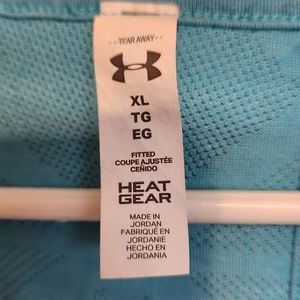 - - TEAR AWAY - -
XL
TG
EG
FITTED
COUPE AJUSTÉE
CEÑIDO
HEAT
GEAR
MADE IN
JORDAN
FABRIQUÉ EN
JORDANIE
HECHO EN
JORDANIA